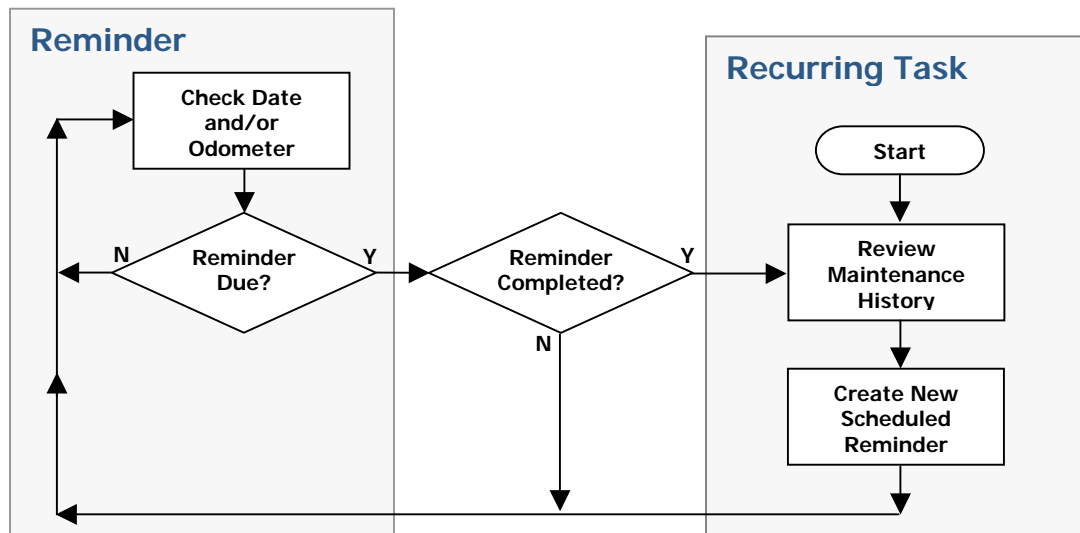 Reminder
Check Date
and/or
Odometer
N
Reminder
Due?
Y
Reminder
Completed?
Y
N
Recurring Task
Start
Review
Maintenance
History
Create New
Scheduled
Reminder